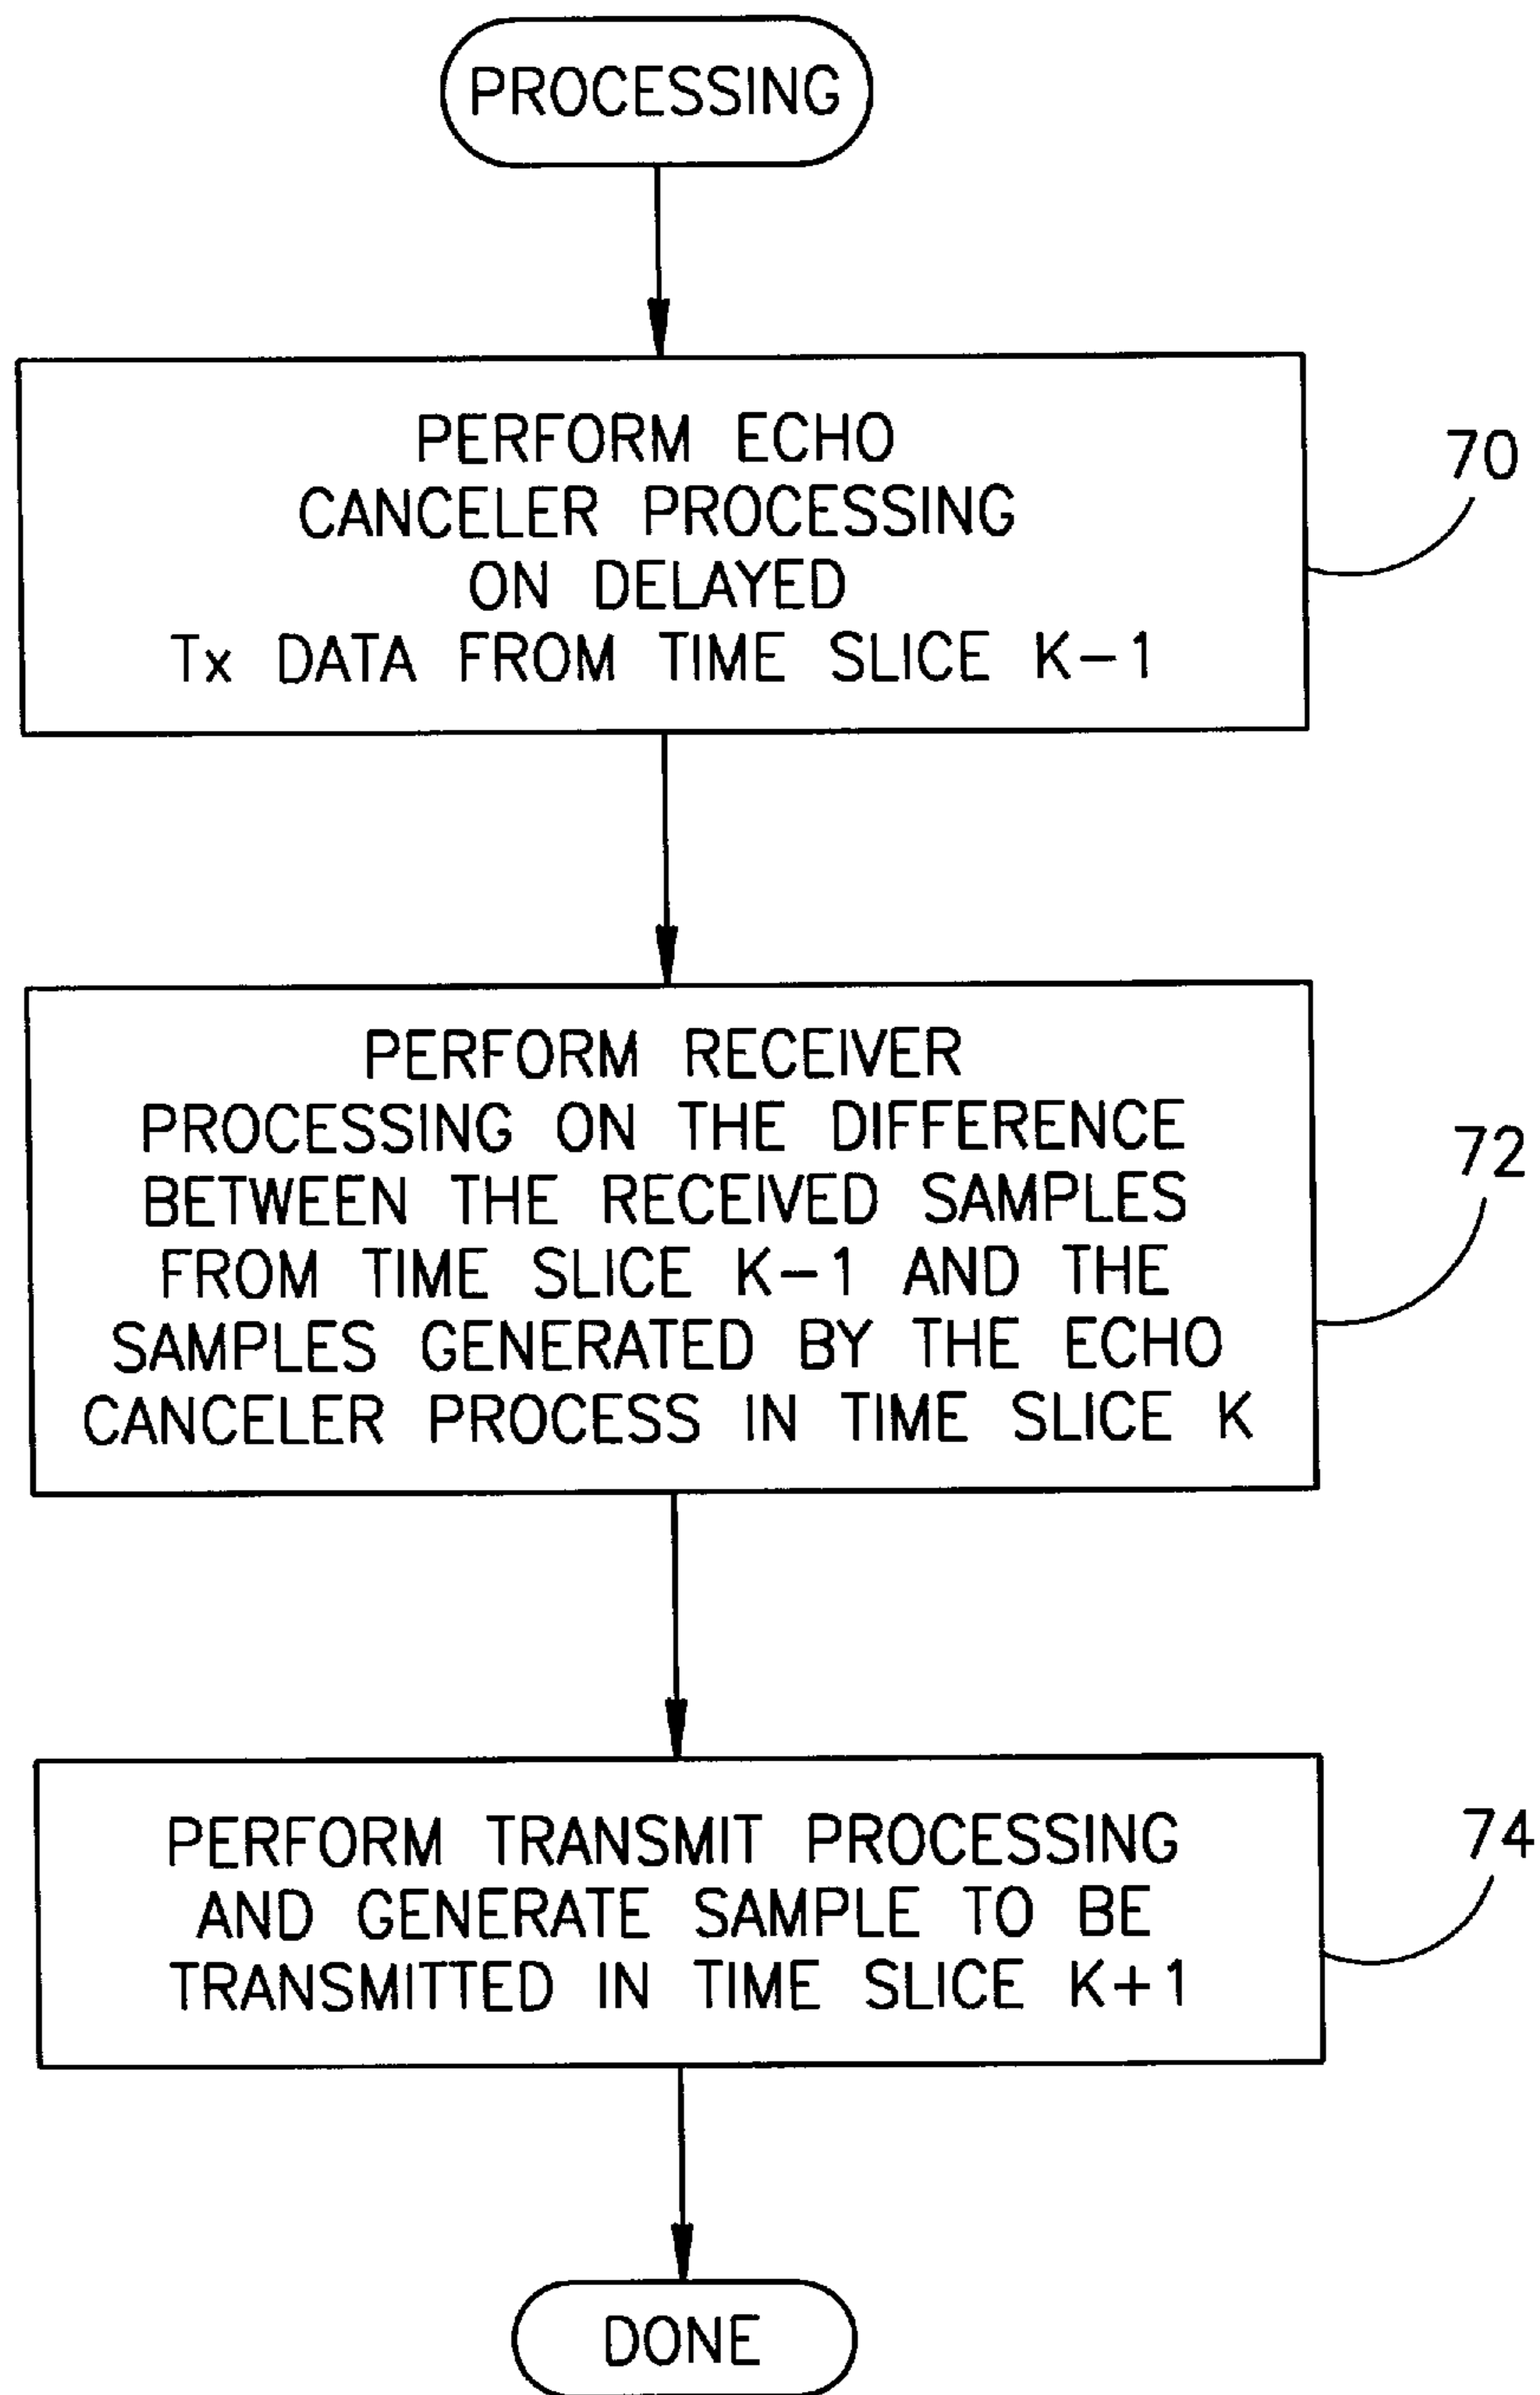 PROCESSING
PERFORM ECHO
CANCELER PROCESSING
ON DELAYED
Tx DATA FROM TIME SLICE K-1
70
PERFORM RECEIVER
PROCESSING ON THE DIFFERENCE
BETWEEN THE RECEIVED SAMPLES
FROM TIME SLICE K-1 AND THE
SAMPLES GENERATED BY THE ECHO
CANCELER PROCESS IN TIME SLICE K
72
PERFORM TRANSMIT PROCESSING
AND GENERATE SAMPLE TO BE
TRANSMITTED IN TIME SLICE K+1
74
DONE